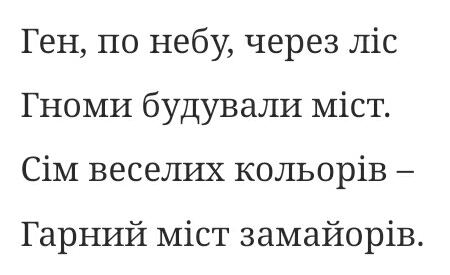 Ген, по небу, через ліс
Гноми будували міст.
Сім веселих кольорів –
Гарний міст замайорів.